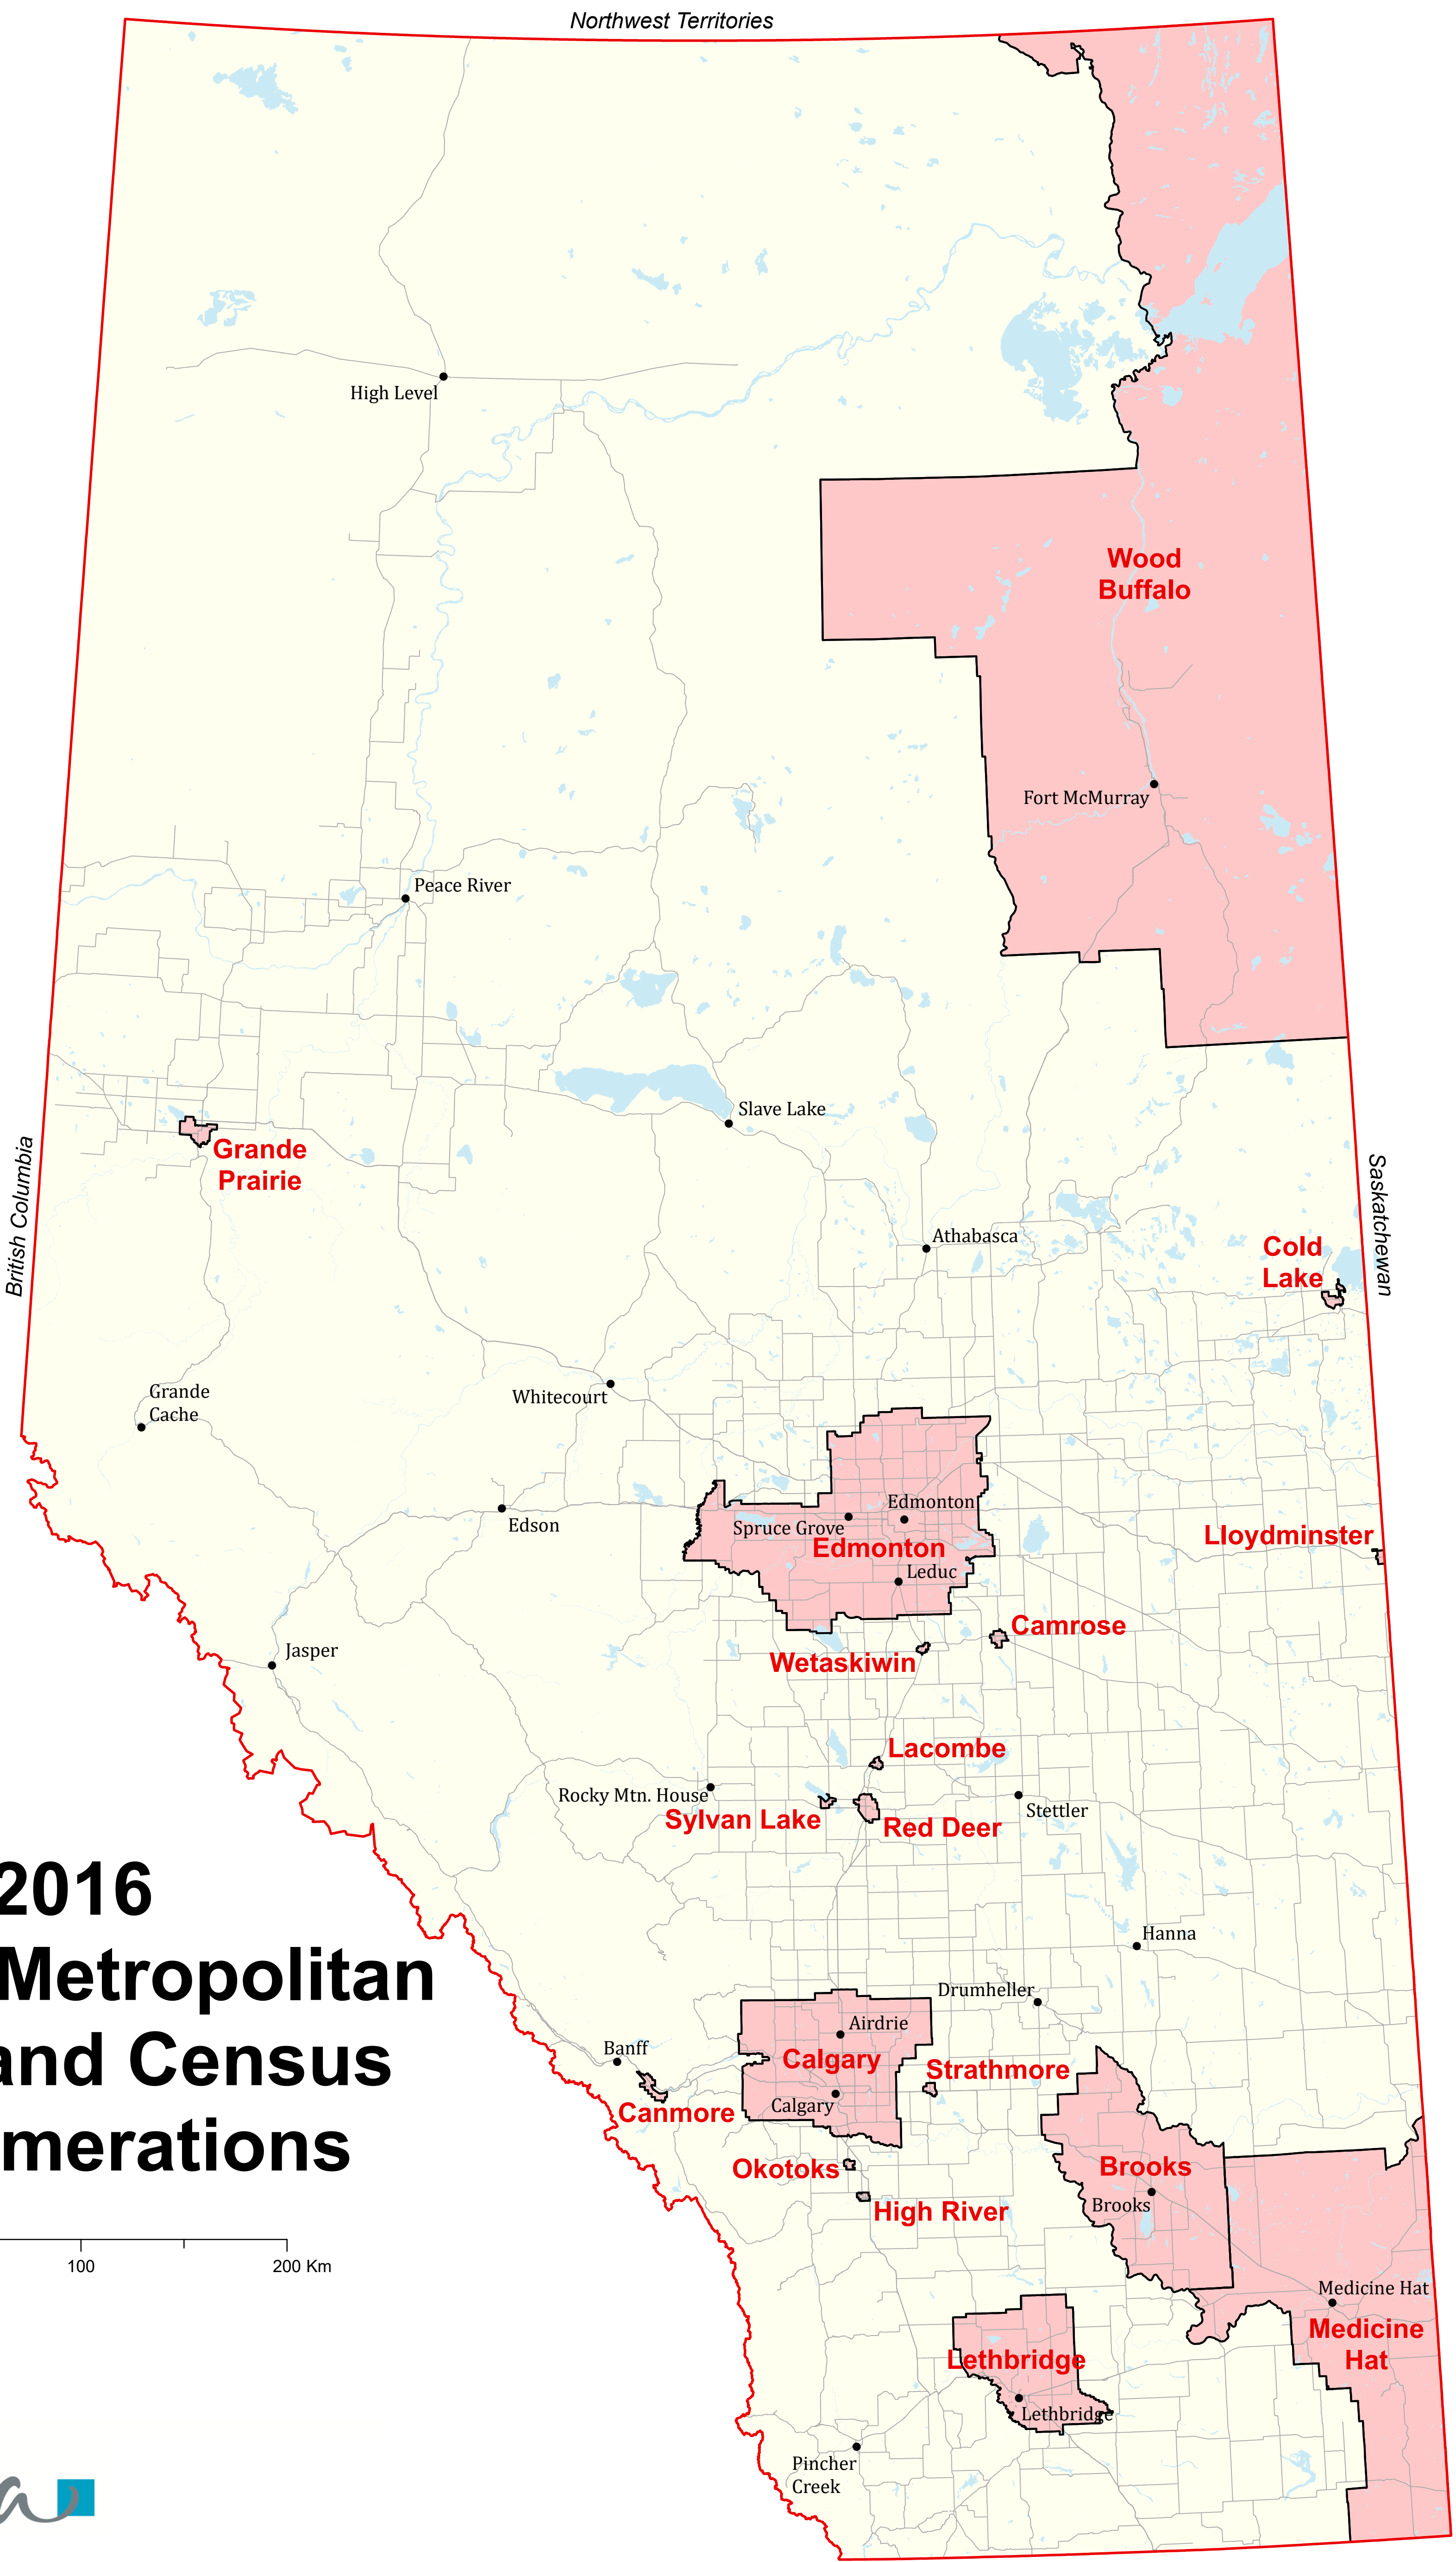 Northwest Territories
High Level
Wood
Buffalo
Fort McMurray
Peace River
Slave Lake
Grande
Prairie
British Columbia
Saskatchewan
Athabasca
Cold
Lake
Grande
Cache
Whitecourt
Edmonton
Edson
Spruce Grove
Lloydminster
Edmonton
Leduc
Camrose
Jasper
Wetaskiwin
Lacombe
Rocky Mtn. House
Sylvan Lake
Red Deer
Stettler
2016
Metropolitan
and Census
merations
Hanna
Drumheller
Airdrie
Banff
Calgary
Strathmore
Calgary
Canmore
Okotoks
Brooks
Brooks
High River
100
200 Km
Medicine Hat
Medicine
Hat
Lethbridge
Lethbridge
Pincher
Creek
a